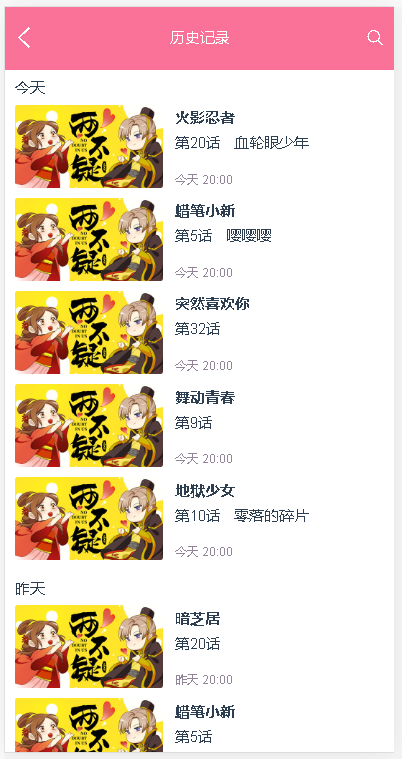 历史记录
今天
两不疑
NO DOUBT IN US
火影忍者
第20话 血轮眼少年
今天 20:00
两不疑
NO DOUBT IN US
蜡笔小新
第5话 嘤嘤嘤
今天 20:00
两不疑
NO DOUBT IN US
突然喜欢你
第32话
今天 20:00
两不疑
NO DOUBT IN US
舞动青春
第9话
今天 20:00
两不疑
NO DOUBT IN US
地狱少女
第10话 零落的碎片
今天 20:00
昨天
两不疑
NO DOUBT IN US
暗芝居
第20话
昨天 20:00
两不疑
NO DOUBT IN US
蜡笔小新
第5话